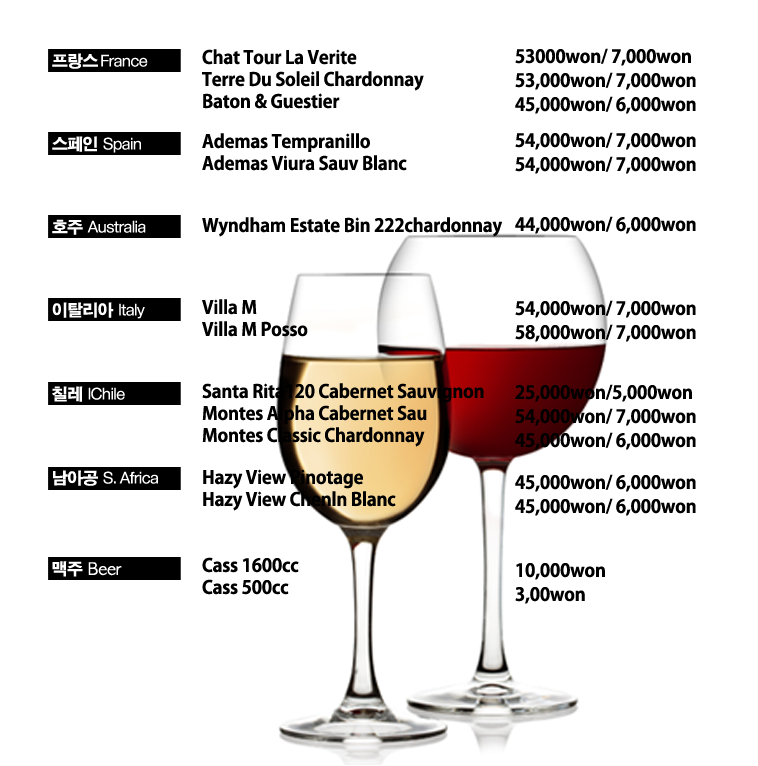 프랑스 France Chat Tour La Verite 53000won/ 7,000won
Terre Du Soleil Chardonnay 53,000won/ 7,000won
Baton & Guestier 45,000won/ 6,000won
스페인 Spain Ademas Tempranillo 54,000won/ 7,000won
Ademas Viura Sauv Blanc 54,000won/ 7,000won
호주 Australia Wyndham Estate Bin 222chardonnay 44,000won/ 6,000won
이탈리아 Italy Villa M 54,000won/ 7,000won
Villa M Posso 58,000won/ 7,000won
칠레 IChile Santa Rita120 Cabernet Sauvignon 25,000won/5,000won
Montes Alpha Cabernet Sau 54,000won/ 7,000won
Montes Classic Chardonnay 45,000won/ 6,000won
남아공 S. Africa Hazy View Pinotage 45,000won/ 6,000won
Hazy View Chenln Blanc 45,000won/ 6,000won
맥주 Beer Cass 1600cc 10,000won
Cass 500cc 3,00won